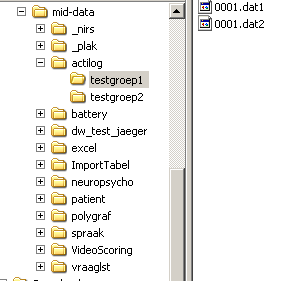 mid-data
_nirs
_plak
actilog
testgroep1
testgroep2
battery
dw_test_jaeger
excel
ImportTabel
neuropsycho
patient
polygraf
spraak
VideoScoring
vraaglst
0001.dat1
0001.dat2